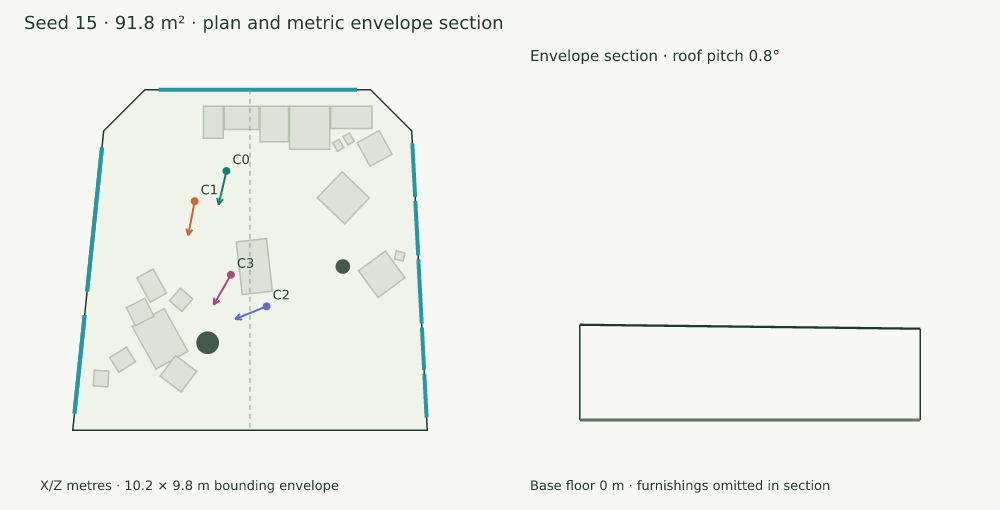 Seed 15 · 91.8 m² · plan and metric envelope section
Envelope section · roof pitch 0.8°
C0
C1
C3
C2
X/Z metres · 10.2 × 9.8 m bounding envelope
Base floor 0 m · furnishings omitted in section